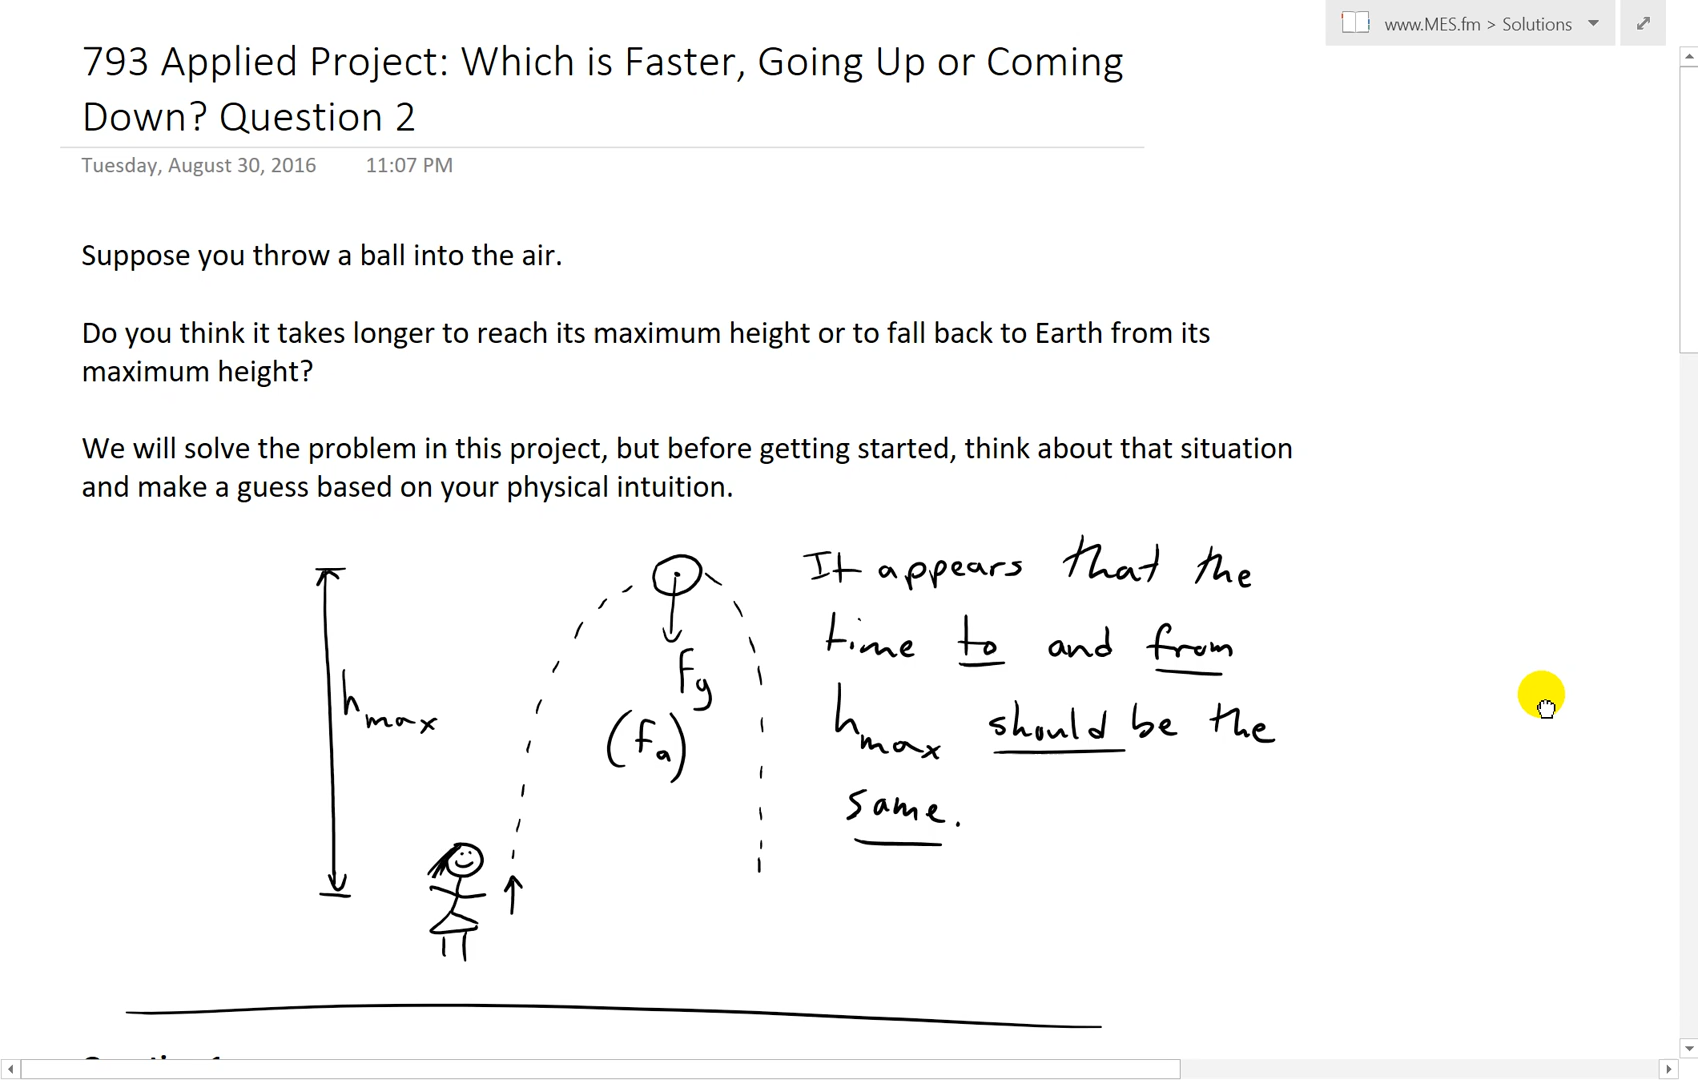 www.MES.fm > Solutions
793 Applied Project: Which is Faster, Going Up or Coming
Down? Question 2
Tuesday, August 30, 2016 11:07 PM
Suppose you throw a ball into the air.
Do you think it takes longer to reach its maximum height or to fall back to Earth from its
maximum height?
We will solve the problem in this project, but before getting started, think about that situation
and make a guess based on your physical intuition.
It appears that the
time to and from
hmax should be the
same.
hmax
Fg
(Fa)